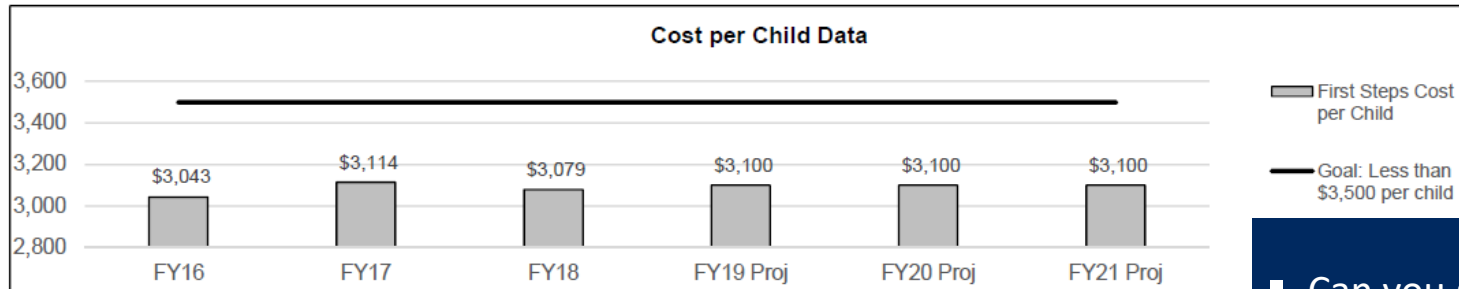 Cost per Child Data
3,600
3,400
3,200
3,000
2,800
$3,043
$3,114
$3,079
$3,100
$3,100
$3,100
FY16
FY17
FY18
FY19 Proj
FY20 Proj
FY21 Proj
First Steps Cost
per Child
Goal: Less than
$3,500 per child
▪ Can you